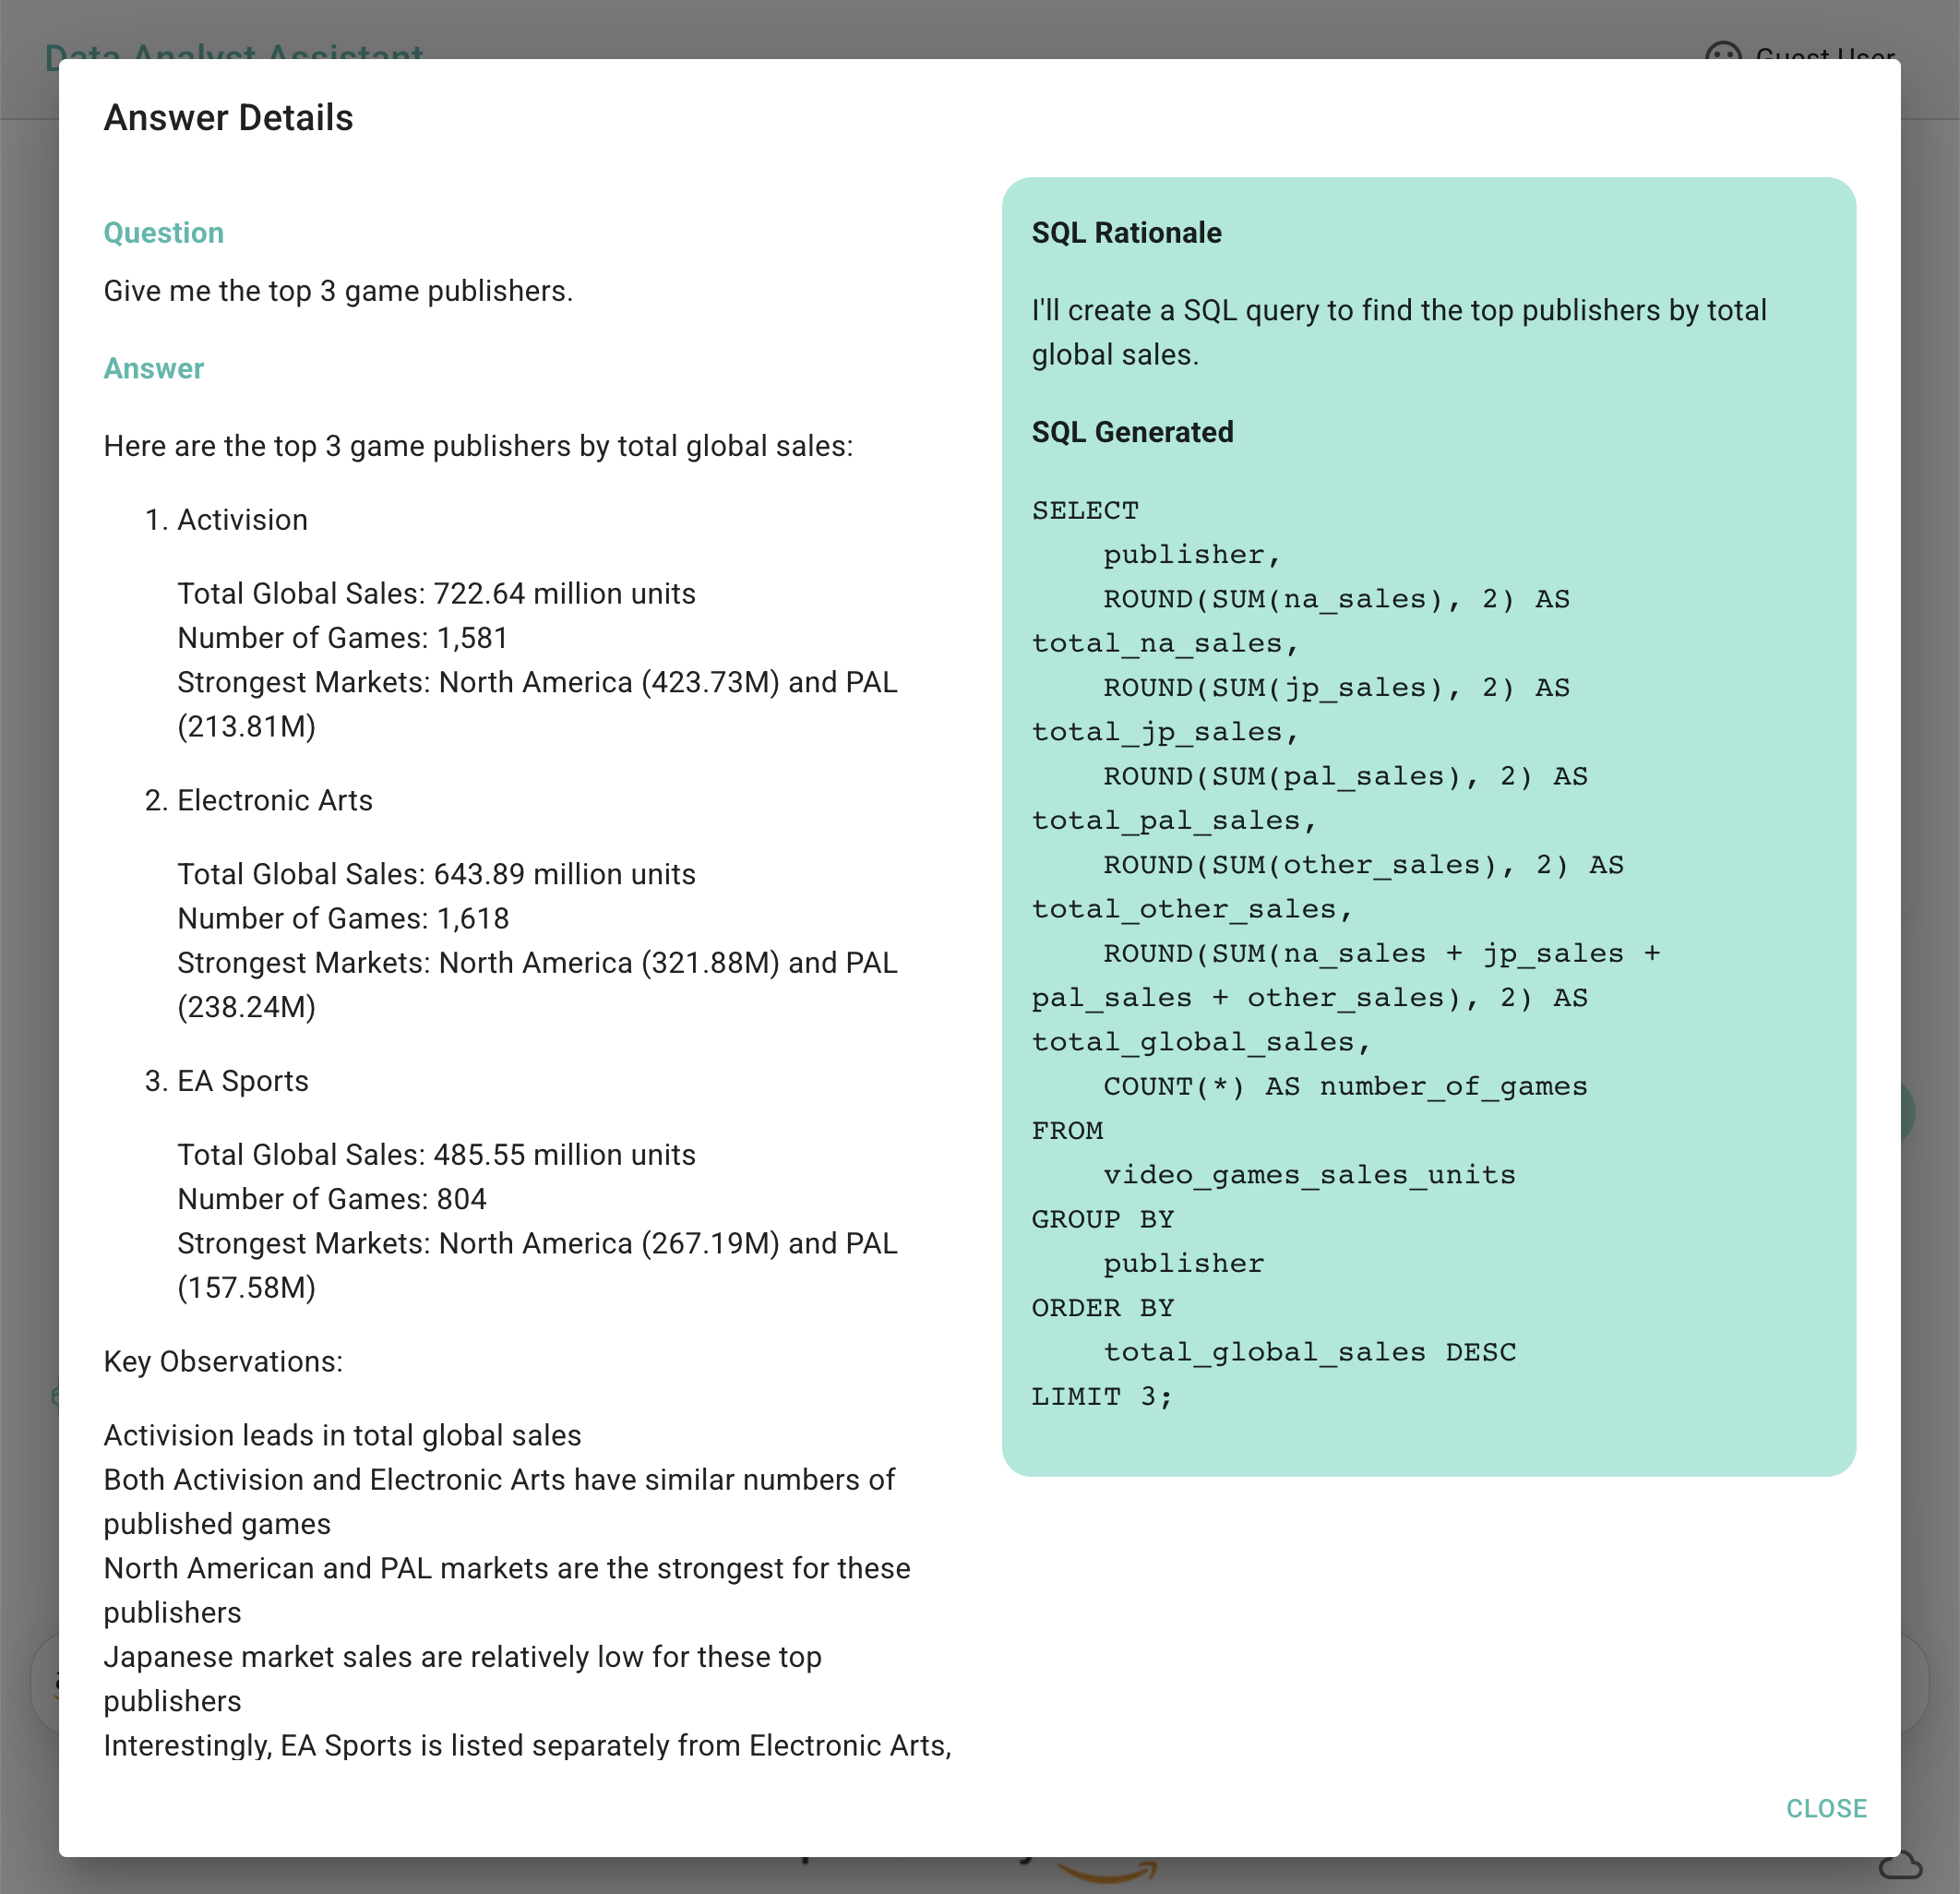 Data Analyst Assistant
Guest User
Answer Details
Question
Give me the top 3 game publishers.
Answer
Here are the top 3 game publishers by total global sales:
1. Activision
Total Global Sales: 722.64 million units
Number of Games: 1,581
Strongest Markets: North America (423.73M) and PAL
(213.81M)
2. Electronic Arts
Total Global Sales: 643.89 million units
Number of Games: 1,618
Strongest Markets: North America (321.88M) and PAL
(238.24M)
3. EA Sports
Total Global Sales: 485.55 million units
Number of Games: 804
Strongest Markets: North America (267.19M) and PAL
(157.58M)
Key Observations:
Activision leads in total global sales
Both Activision and Electronic Arts have similar numbers of
published games
North American and PAL markets are the strongest for these
publishers
Japanese market sales are relatively low for these top
publishers
Interestingly, EA Sports is listed separately from Electronic Arts,
SQL Rationale
I'll create a SQL query to find the top publishers by total
global sales.
SQL Generated
SELECT
    publisher,
    ROUND(SUM(na_sales), 2) AS
total_na_sales,
    ROUND(SUM(jp_sales), 2) AS
total_jp_sales,
    ROUND(SUM(pal_sales), 2) AS
total_pal_sales,
    ROUND(SUM(other_sales), 2) AS
total_other_sales,
    ROUND(SUM(na_sales + jp_sales +
pal_sales + other_sales), 2) AS
total_global_sales,
    COUNT(*) AS number_of_games
FROM
    video_games_sales_units
GROUP BY
    publisher
ORDER BY
    total_global_sales DESC
LIMIT 3;
CLOSE